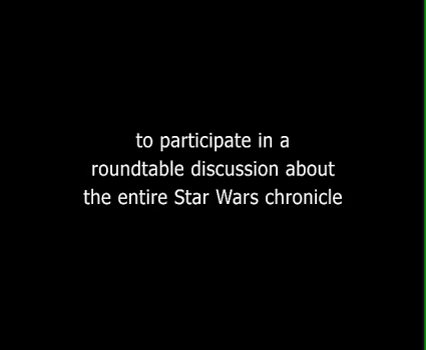 to participate in a
roundtable discussion about
the entire Star Wars chronicle